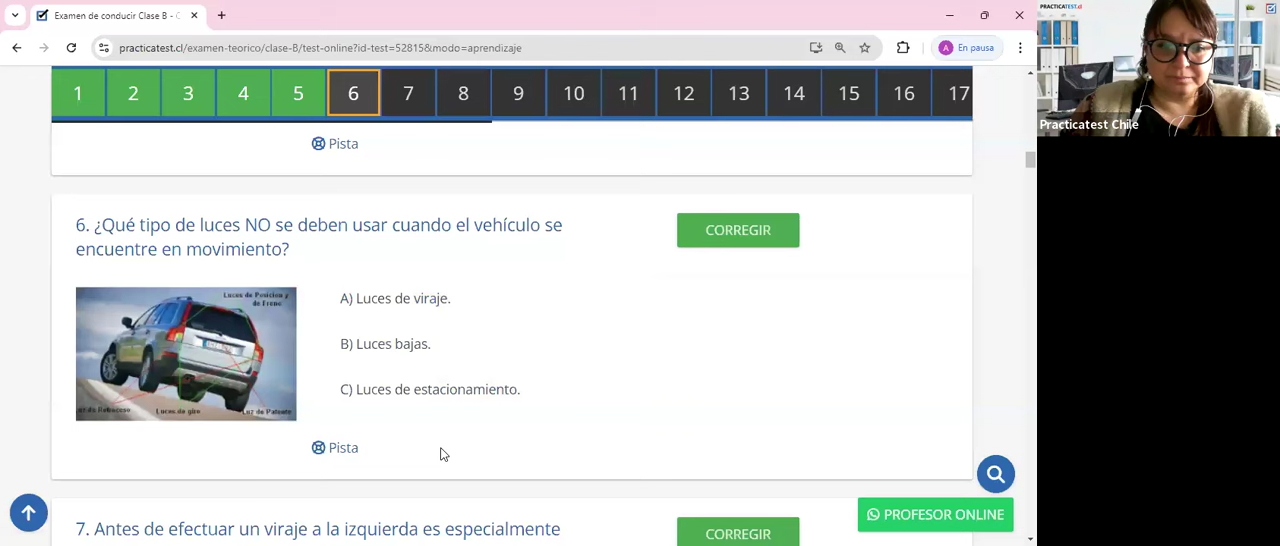 Examen de conducir Clase B - C
practicatest.cl/examen-teorico/clase-B/test-online?id-test=52815&modo=aprendizaje
A En pausa
PRACTICATEST.cl
Practicatest Chile
1 2 3 4 5 6 7 8 9 10 11 12 13 14 15 16 17
Pista
6. ¿Qué tipo de luces NO se deben usar cuando el vehículo se
encuentre en movimiento?
CORREGIR
Luces de Posicion y
de Freno
Luces de giro
Luz de Patente
A) Luces de viraje.
B) Luces bajas.
C) Luces de estacionamiento.
Pista
PROFESOR ONLINE
7. Antes de efectuar un viraje a la izquierda es especialmente
CORREGIR